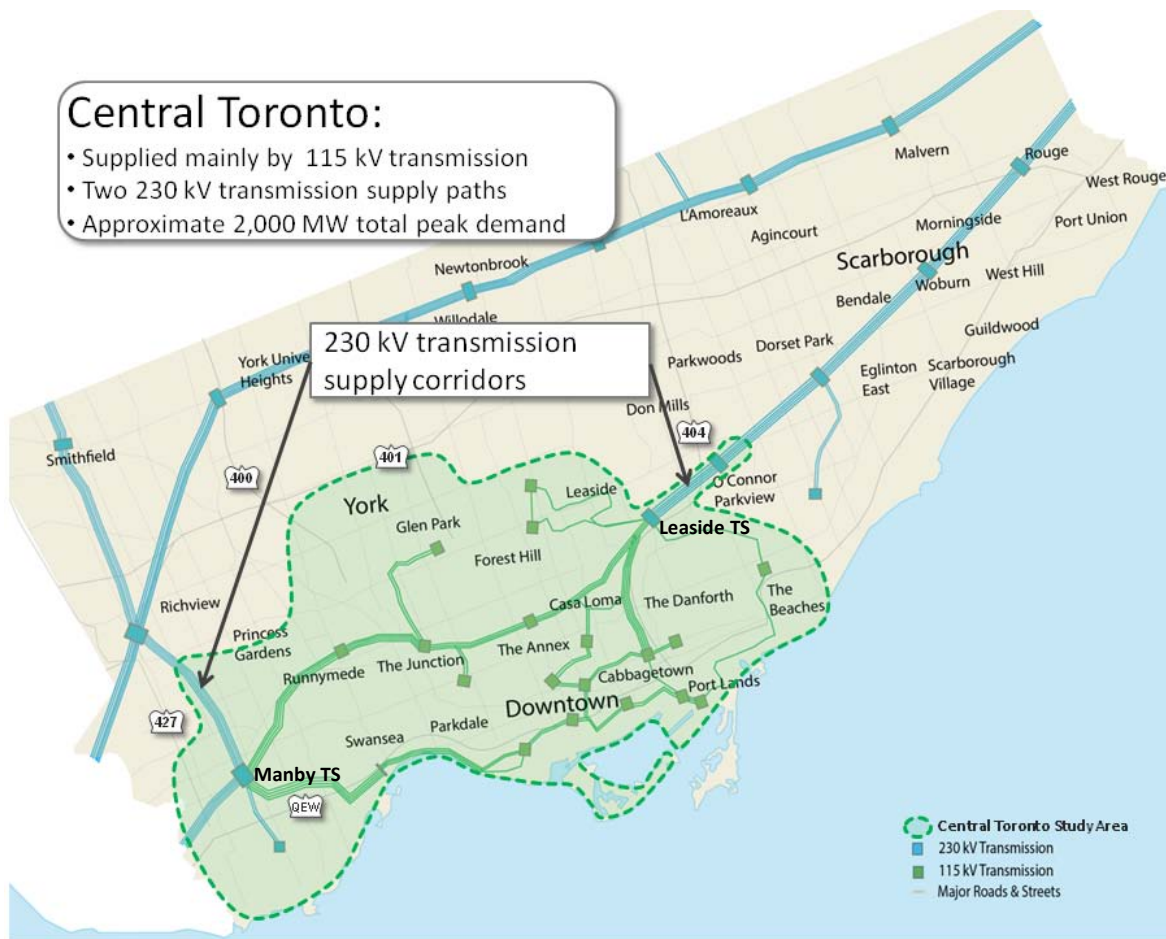 Central Toronto:
• Supplied mainly by 115 kV transmission
• Two 230 kV transmission supply paths
• Approximate 2,000 MW total peak demand
Malvern
Rouge
West Rouge
L'Amoreaux
Morningside
Port Union
Agincourt
Scarborough
Newtonbrook
West Hill
Woburn
Bendale
Willodale
Guildwood
230 kV transmission
supply corridors
Dorset Park
York Unive
Heights
Parkwoods
Eglinton
East
Scarborough
Village
Don Mills
404
Smithfield
401
400
O'Connor
Parkview
Leaside
York
Glen Park
Leaside TS
Forest Hill
Richview
Casa Loma
The Danforth
The
Beaches
Princess
Gardens
The Annex
The Junction
Runnymede
Cabbagetown
Port Lands
Downtown
427
Parkdale
Swansea
Manby TS
QEW
Central Toronto Study Area
230 kV Transmission
115 kV Transmission
Major Roads & Streets